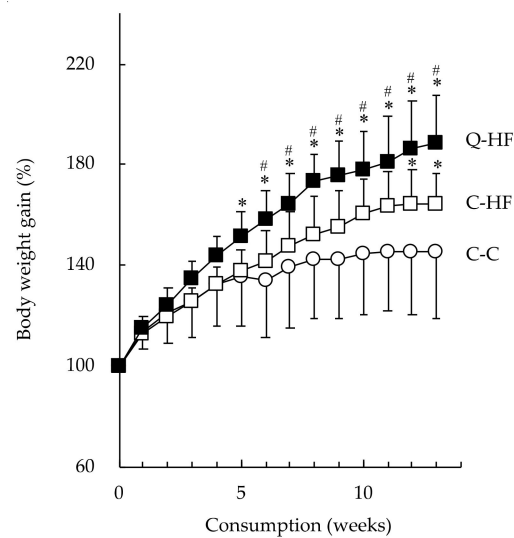 220
180
140
100
60
Body weight gain (%)
# # # # # # # #
* * * * * * * * *
* *
Q-HF
C-HF
C-C
0 5 10
Consumption (weeks)